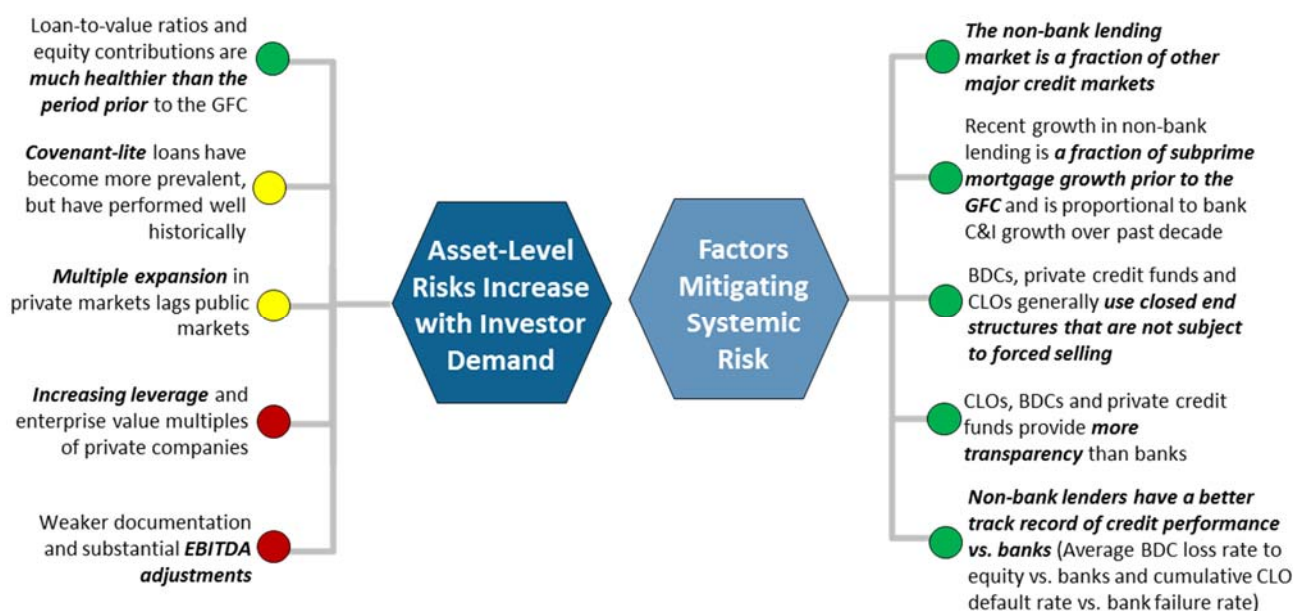 Loan-to-value ratios and
equity contributions are
much healthier than the
period prior to the GFC
Covenant-lite loans have
become more prevalent,
but have performed well
historically
Multiple expansion in
private markets lags public
markets
Increasing leverage and
enterprise value multiples
of private companies
Weaker documentation
and substantial EBITDA
adjustments
Asset-Level
Risks Increase
with Investor
Demand
Factors
Mitigating
Systemic
Risk
The non-bank lending
market is a fraction of other
major credit markets
Recent growth in non-bank
lending is a fraction of subprime
mortgage growth prior to the
GFC and is proportional to bank
C&I growth over past decade
BDCs, private credit funds and
CLOs generally use closed end
structures that are not subject
to forced selling
CLOs, BDCs and private credit
funds provide more
transparency than banks
Non-bank lenders have a better
track record of credit performance
vs. banks (Average BDC loss rate to
equity vs. banks and cumulative CLO
default rate vs. bank failure rate)